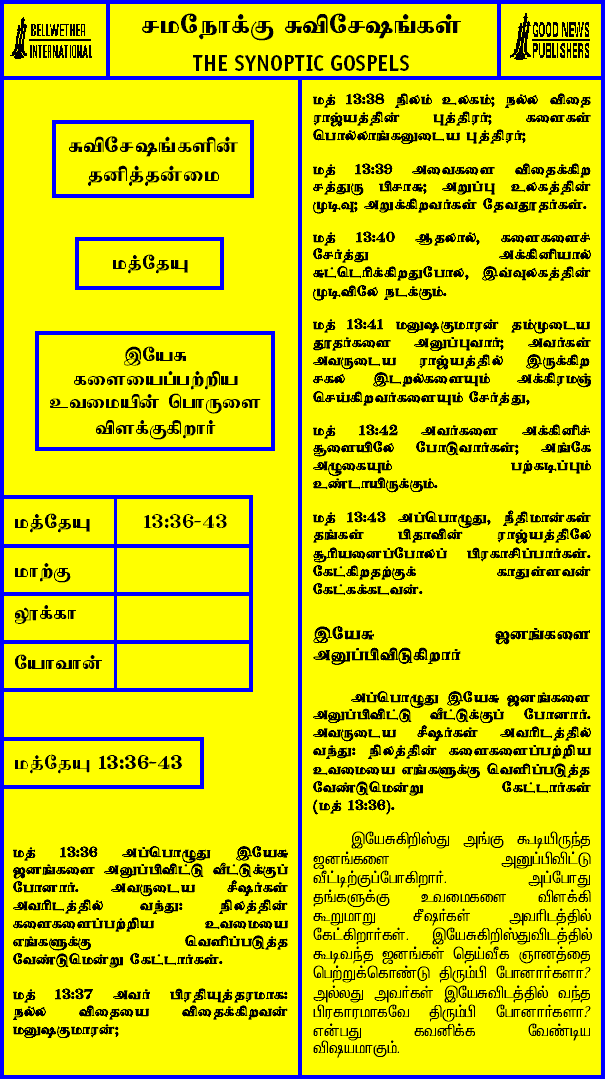 BELLWETHER
INTERNATIONAL
சமநோக்கு சுவிசேஷங்கள்
THE SYNOPTIC GOSPELS
GOOD NEWS
PUBLISHERS
சுவிசேஷங்களின்
தனித்தன்மை
மத்தேயு
இயேசு
களையைப்பற்றிய
உவமையின் பொருளை
விளக்குகிறார்
மத்தேயு 13:36-43
மாற்கு
லூக்கா
யோவான்
மத்தேயு 13:36-43
மத் 13:36 அப்பொழுது இயேசு
ஜனங்களை அனுப்பிவிட்டு வீட்டுக்குப்
போனார். அவருடைய சீஷர்கள்
அவரிடத்தில் வந்து: நிலத்தின்
களைகளைப்பற்றிய உவமையை
எங்களுக்கு வெளிப்படுத்த
வேண்டுமென்று கேட்டார்கள்.
மத் 13:37 அவர் பிரதியுத்தரமாக:
நல்ல விதையை விதைக்கிறவன்
மனுஷகுமாரன்;
மத் 13:38 நிலம் உலகம்; நல்ல விதை
ராஜ்யத்தின் புத்திரர்; களைகள்
பொல்லாங்கனுடைய புத்திரர்;
மத் 13:39 அவைகளை விதைக்கிற
சத்துரு பிசாசு; அறுப்பு உலகத்தின்
முடிவு; அறுக்கிறவர்கள் தேவதூதர்கள்.
மத் 13:40 ஆதலால், களைகளைச்
சேர்த்து அக்கினியால்
சுட்டெரிக்கிறதுபோல, இவ்வுலகத்தின்
முடிவிலே நடக்கும்.
மத் 13:41 மனுஷகுமாரன் தம்முடைய
தூதர்களை அனுப்புவார்; அவர்கள்
அவருடைய ராஜ்யத்தில் இருக்கிற
சகல இடறல்களையும் அக்கிரமஞ்
செய்கிறவர்களையும் சேர்த்து,
மத் 13:42 அவர்களை அக்கினிச்
சூளையிலே போடுவார்கள்; அங்கே
அழுகையும் பற்கடிப்பும்
உண்டாயிருக்கும்.
மத் 13:43 அப்பொழுது, நீதிமான்கள்
தங்கள் பிதாவின் ராஜ்யத்திலே
சூரியனைப்போலப் பிரகாசிப்பார்கள்.
கேட்கிறதற்குக் காதுள்ளவன்
கேட்கக்கடவன்.
இயேசு ஜனங்களை
அனுப்பிவிடுகிறார்
அப்பொழுது இயேசு ஜனங்களை
அனுப்பிவிட்டு வீட்டுக்குப் போனார்.
அவருடைய சீஷர்கள் அவரிடத்தில்
வந்து: நிலத்தின் களைகளைப்பற்றிய
உவமையை எங்களுக்கு வெளிப்படுத்த
வேண்டுமென்று கேட்டார்கள்
(மத் 13:36).
இயேசுகிறிஸ்து அங்கு கூடியிருந்த
ஜனங்களை அனுப்பிவிட்டு
வீட்டிற்குப்போகிறார். அப்போது
தங்களுக்கு உவமைகளை விளக்கி
கூறுமாறு சீஷர்கள் அவரிடத்தில்
கேட்கிறார்கள். இயேசுகிறிஸ்துவிடத்தில்
கூடிவந்த ஜனங்கள் தெய்வீக ஞானத்தை
பெற்றுக்கொண்டு திரும்பி போனார்களா?
அல்லது அவர்கள் இயேசுவிடத்தில் வந்த
பிரகாரமாகவே திரும்பி போனார்களா?
என்பது கவனிக்க வேண்டிய
விஷயமாகும்.